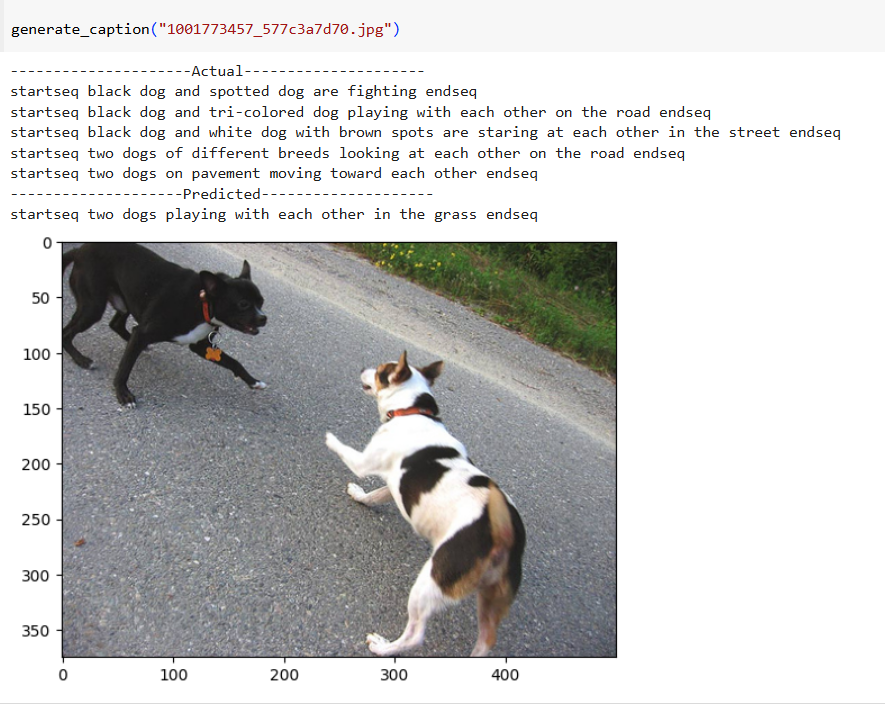 generate_caption("1001773457_577c3a7d70.jpg")
---------------------Actual---------------------
startseq black dog and spotted dog are fighting endseq
startseq black dog and tri-colored dog playing with each other on the road endseq
startseq black dog and white dog with brown spots are staring at each other in the street endseq
startseq two dogs of different breeds looking at each other on the road endseq
startseq two dogs on pavement moving toward each other endseq
--------------------Predicted--------------------
startseq two dogs playing with each other in the grass endseq
0
50
100
150
200
250
300
350
0 100 200 300 400